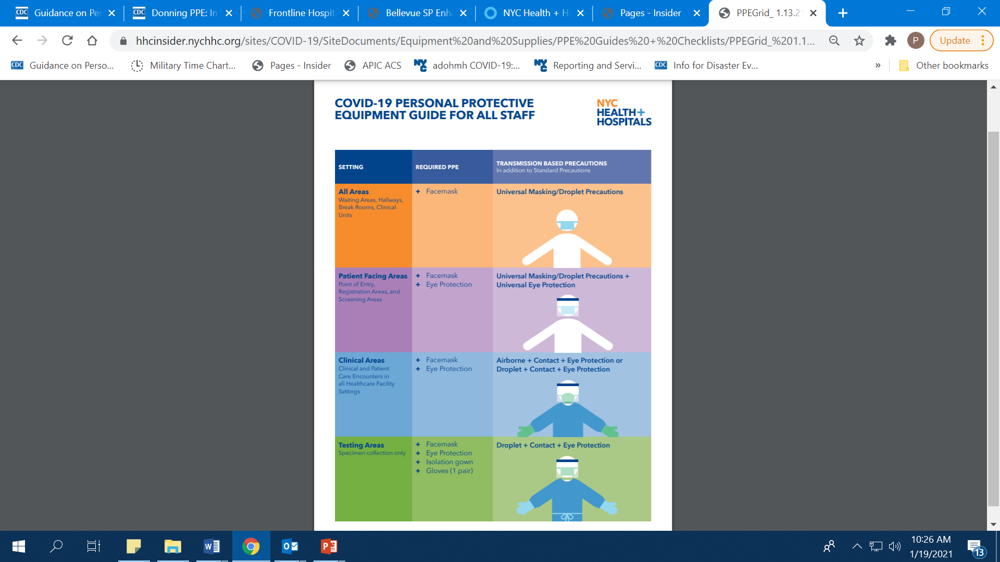 Guidance on Pe
Donning PPE: In
Frontline Hospit
Bellevue SP Enh
NYC Health + H
Pages - Insider
PPEGrid_ 1.13.21
hhcinsider.nychhc.org/sites/COVID-19/SiteDocuments/Equipment%20and%20Supplies/PPE%20Guides%20+%20Checklists/PPEGrid_%201.1...
P
Update
CDC Guidance on Perso...
Military Time Chart...
Pages - Insider
APIC ACS
NYC adohmh COVID-19:...
NYC Reporting and Servi...
CDC Info for Disaster Ev...
»
Other bookmarks
COVID-19 PERSONAL PROTECTIVE
EQUIPMENT GUIDE FOR ALL STAFF
NYC
HEALTH+
HOSPITALS
SETTING
REQUIRED PPE
TRANSMISSION BASED PRECAUTIONS
In addition to Standard Precautions
All Areas
Waiting Areas, Hallways,
Break Rooms, Clinical
Units
+ Facemask
Universal Masking/Droplet Precautions
Patient Facing Areas
Point of Entry,
Registration Areas, and
Screening Areas
+ Facemask
+ Eye Protection
Universal Masking/Droplet Precautions +
Universal Eye Protection
Clinical Areas
Clinical and Patient
Care Encounters in
all Healthcare Facility
Settings
+ Facemask
+ Eye Protection
Airborne + Contact + Eye Protection or
Droplet + Contact + Eye Protection
Testing Areas
Specimen collection only
+ Facemask
+ Eye Protection
+ Isolation gown
+ Gloves (1 pair)
Droplet + Contact + Eye Protection
10:26 AM
1/19/2021
13